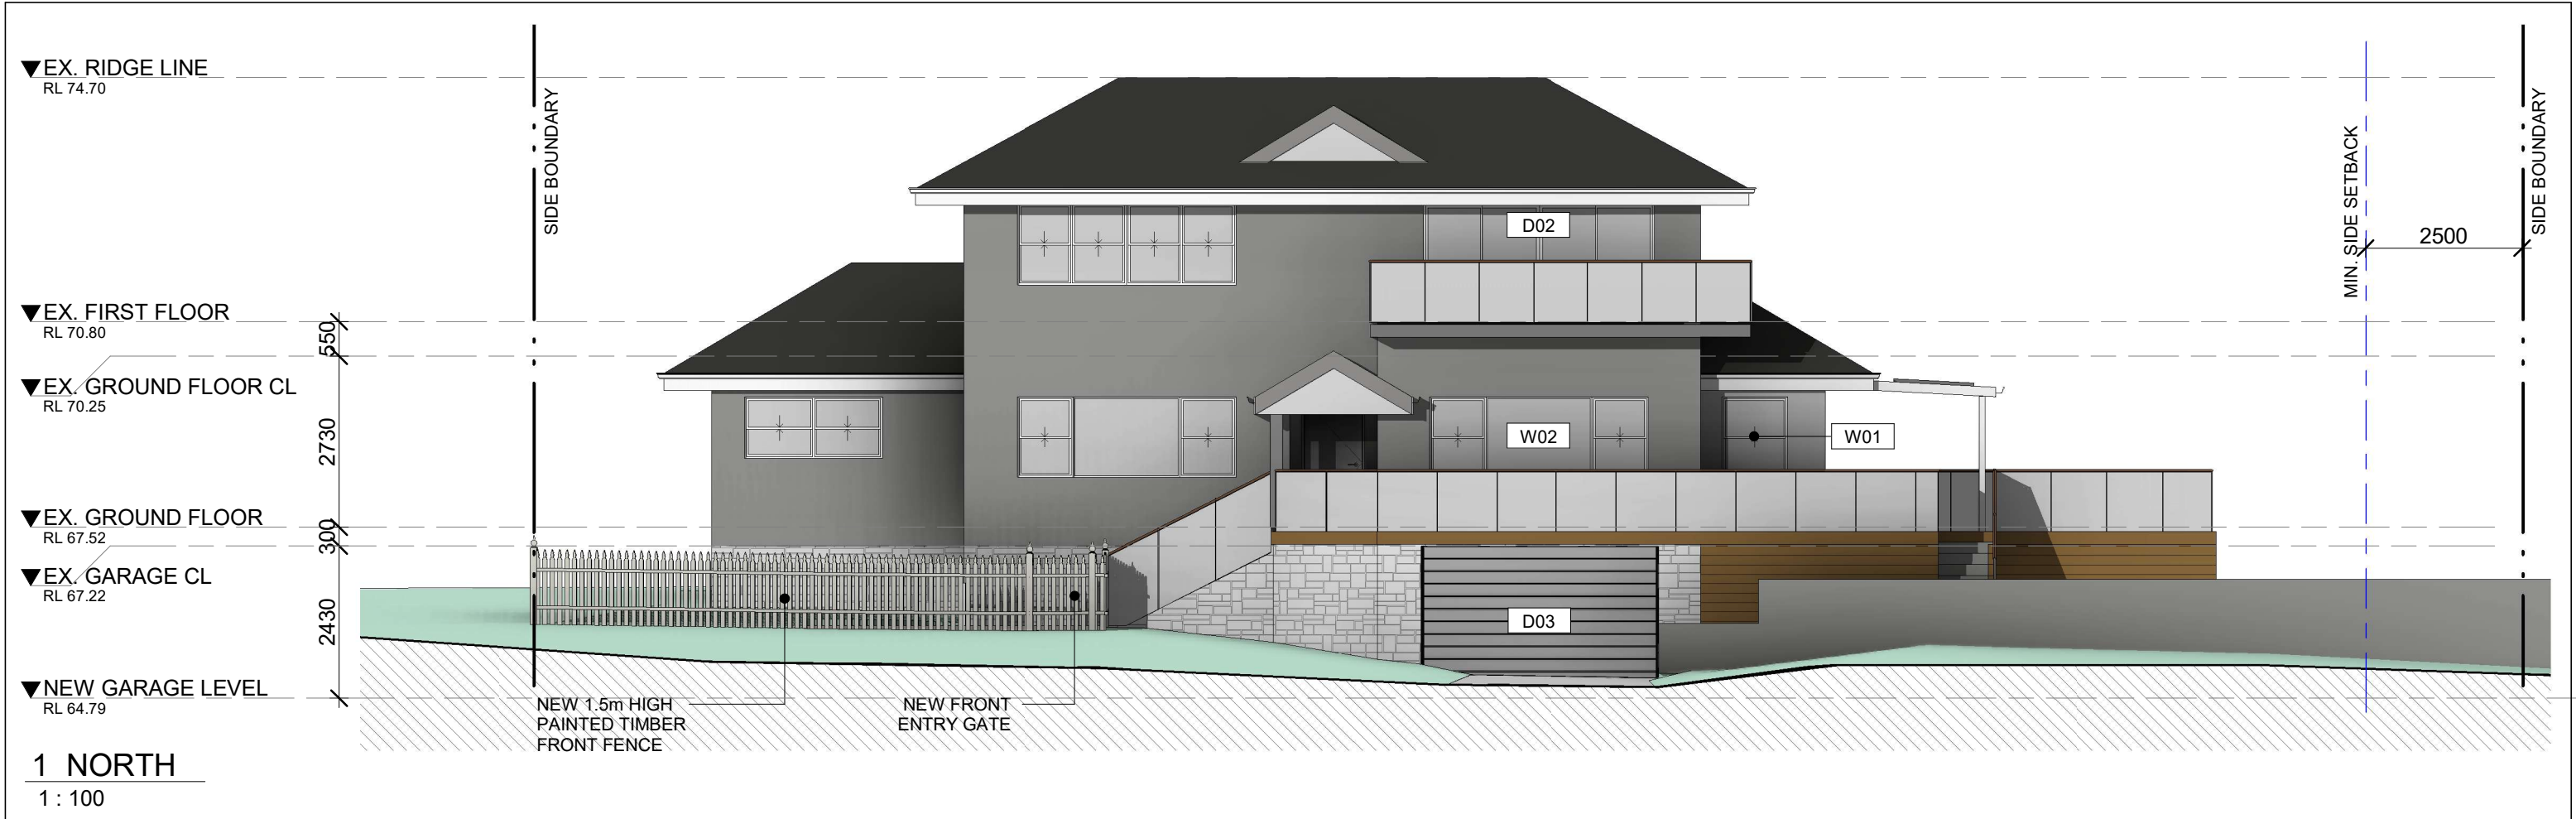 EX. RIDGE LINE
RL 74.70
SIDE BOUNDARY
MIN. SIDE SETBACK
SIDE BOUNDARY
2500
D02
EX. FIRST FLOOR
RL 70.80
550
EX. GROUND FLOOR CL
RL 70.25
2730
W02
W01
EX. GROUND FLOOR
RL 67.52
300
EX. GARAGE CL
RL 67.22
2430
D03
NEW GARAGE LEVEL
RL 64.79
NEW 1.5m HIGH
PAINTED TIMBER
FRONT FENCE
NEW FRONT
ENTRY GATE
1 NORTH
1 : 100